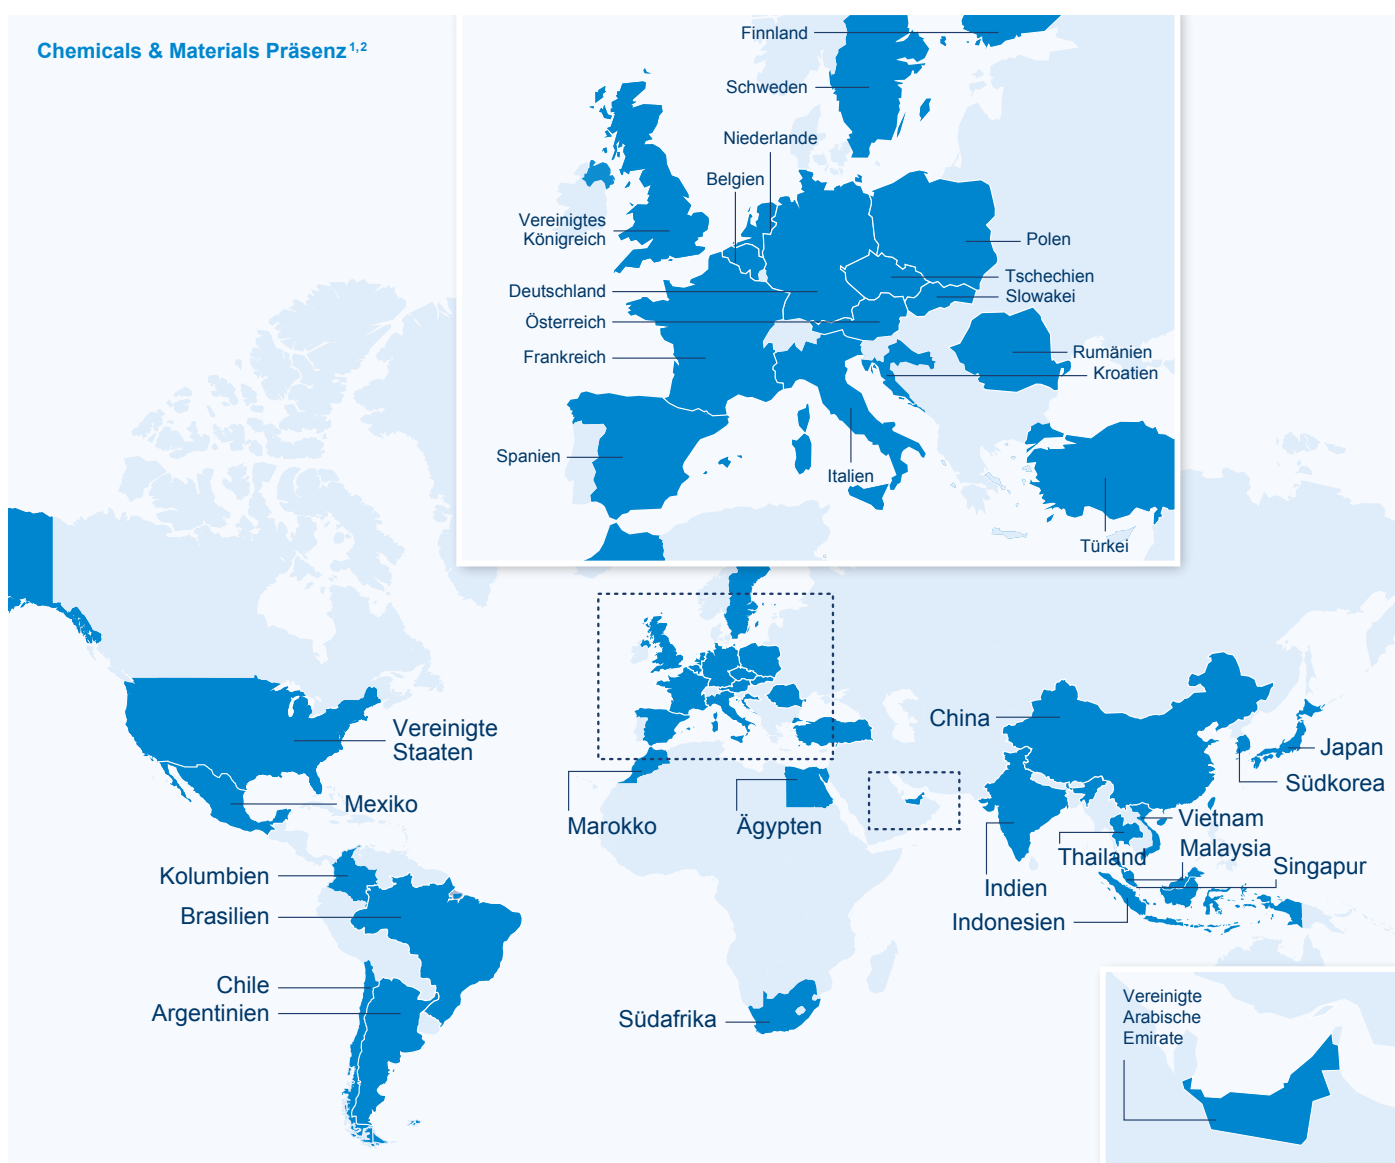 Chemicals & Materials Präsenz 1, 2
Finnland
Schweden
Niederlande
Belgien
Vereinigtes
Königreich
Polen
Tschechien
Deutschland
Slowakei
Österreich
Frankreich
Rumänien
Kroatien
Spanien
Italien
Türkei
China
Vereinigte
Staaten
Japan
Südkorea
Mexiko
Marokko
Ägypten
Vietnam
Thailand
Malaysia
Singapur
Kolumbien
Indien
Brasilien
Indonesien
Chile
Argentinien
Südafrika
Vereinigte
Arabische
Emirate